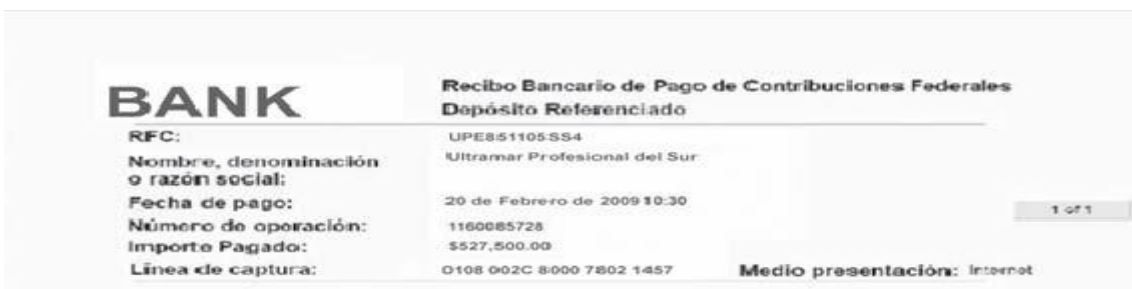 BANK
Recibo Bancario de Pago de Contribuciones Federales
Depósito Referenciado
RFC: UPE851105SS4
Nombre, denominación Ultramar Profesional del Sur
o razón social:
Fecha de pago: 20 de Febrero de 2009 10:30
1 of 1
Número de operación: 1160085728
Importe Pagado: $527,500.00
Línea de captura: 0108 002C 8000 7802 1457 Medio presentación: Internet